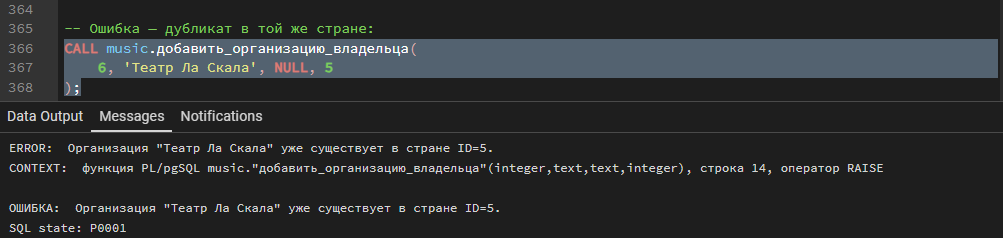 364
365 -- Ошибка — дубликат в той же стране:
366 CALL music.добавить_организацию_владельца(
367 6, 'Театр Ла Скала', NULL, 5
368 );
Data Output Messages Notifications
ERROR: Организация "Театр Ла Скала" уже существует в стране ID=5.
CONTEXT: функция PL/pgSQL music."добавить_организацию_владельца"(integer,text,text,integer), строка 14, оператор RAISE
ОШИБКА: Организация "Театр Ла Скала" уже существует в стране ID=5.
SQL state: P0001